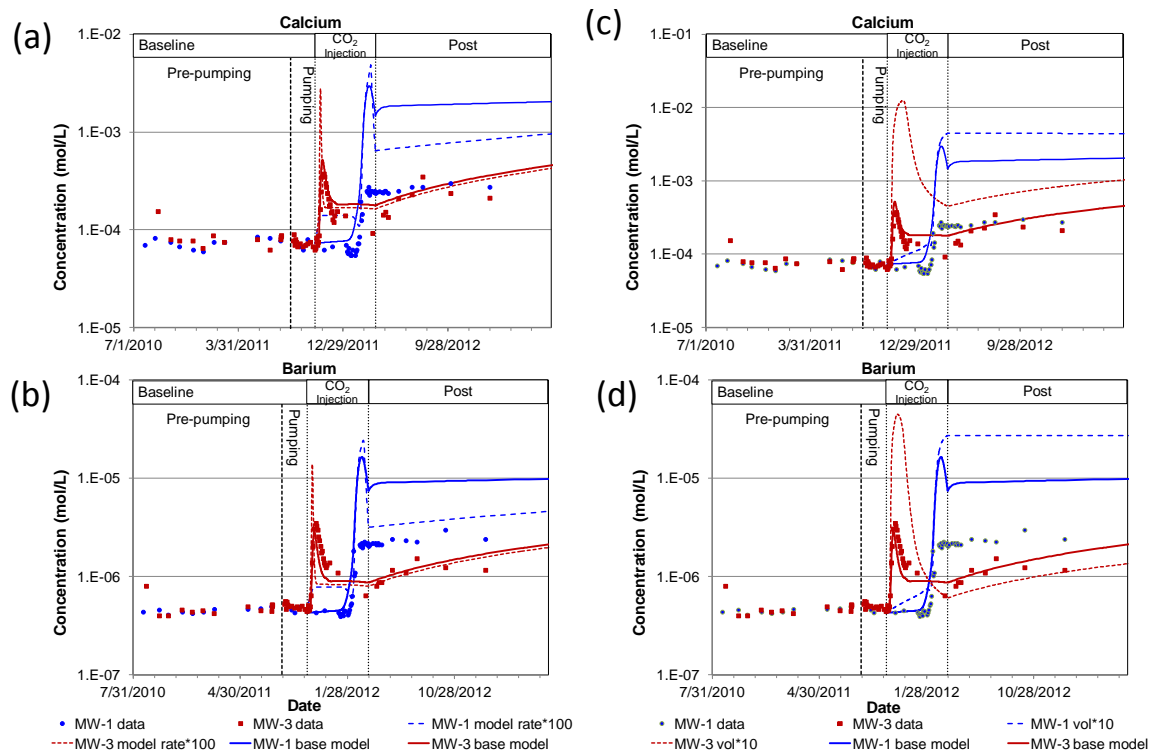 (a)
Calcium
1.E-02
1.E-03
1.E-04
1.E-05
Concentration (mol/L)
Baseline
CO2
Injection
Post
Pre-pumping
Pumping
7/1/2010
3/31/2011
12/29/2011
9/28/2012
(c)
Calcium
1.E-01
1.E-02
1.E-03
1.E-04
1.E-05
Concentration (mol/L)
Baseline
CO2
Injection
Post
Pre-pumping
Pumping
7/1/2010
3/31/2011
12/29/2011
9/28/2012
(b)
Barium
1.E-04
1.E-05
1.E-06
1.E-07
Concentration (mol/L)
Baseline
CO2
Injection
Post
Pre-pumping
Pumping
7/31/2010
4/30/2011
1/28/2012
10/28/2012
Date
MW-1 data
MW-3 data
MW-1 model rate*100
MW-3 model rate*100
MW-1 base model
MW-3 base model
(d)
Barium
1.E-04
1.E-05
1.E-06
1.E-07
Concentration (mol/L)
Baseline
CO2
Injection
Post
Pre-pumping
Pumping
7/31/2010
4/30/2011
1/28/2012
10/28/2012
Date
MW-1 data
MW-3 data
MW-1 vol*10
MW-3 vol*10
MW-1 base model
MW-3 base model